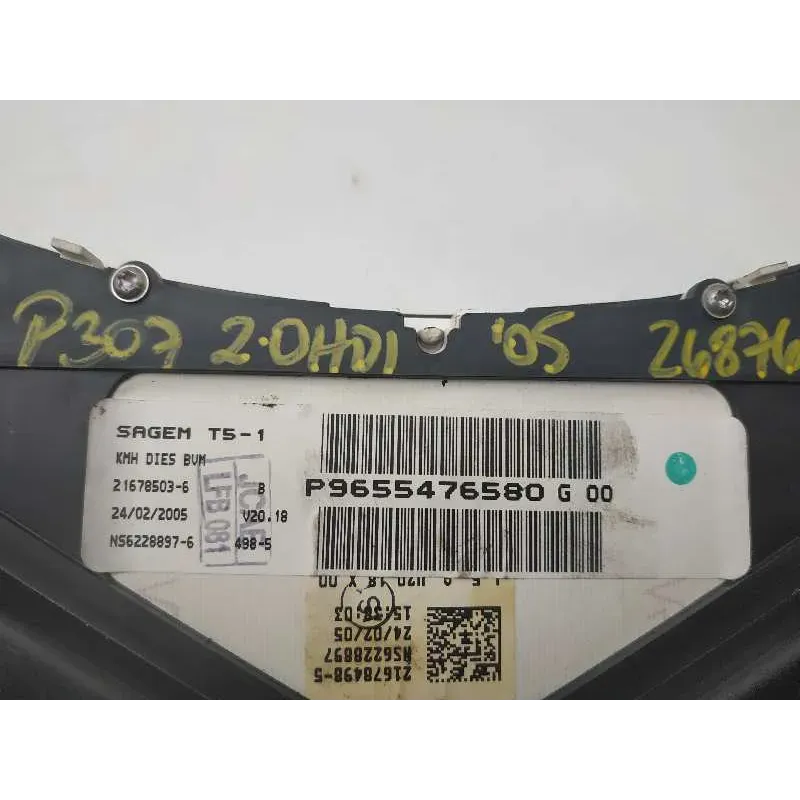 P307 2.0HDI '05 26876
SAGEM T5-1
KMH DIES BVM
21678503-6 B
24/02/2005 V20.18
NS6228897-6 498-5
LFB 081
P9655476580 G 00
15:56:03
24/02/05
NS6228897
21678498-5